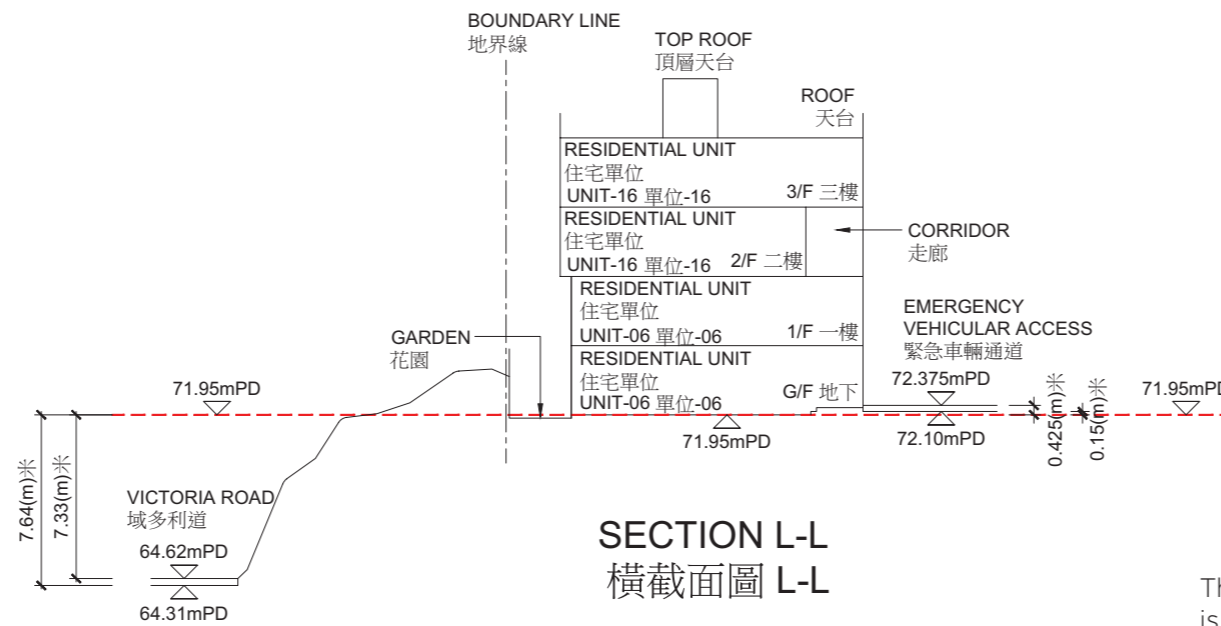 BOUNDARY LINE
地界線
TOP ROOF
頂層天台
ROOF
天台
RESIDENTIAL UNIT
住宅單位
UNIT-16 單位-16
3/F 三樓
RESIDENTIAL UNIT
住宅單位
UNIT-16 單位-16
2/F 二樓
CORRIDOR
走廊
RESIDENTIAL UNIT
住宅單位
UNIT-06 單位-06
1/F 一樓
EMERGENCY
VEHICULAR ACCESS
緊急車輛通道
GARDEN
花園
RESIDENTIAL UNIT
住宅單位
UNIT-06 單位-06
G/F 地下
71.95mPD
72.375mPD
71.95mPD
71.95mPD
72.10mPD
0.425(m)米
0.15(m)米
7.64(m)米
7.33(m)米
VICTORIA ROAD
域多利道
64.62mPD
64.31mPD
SECTION L-L
橫截面圖 L-L
Th
is